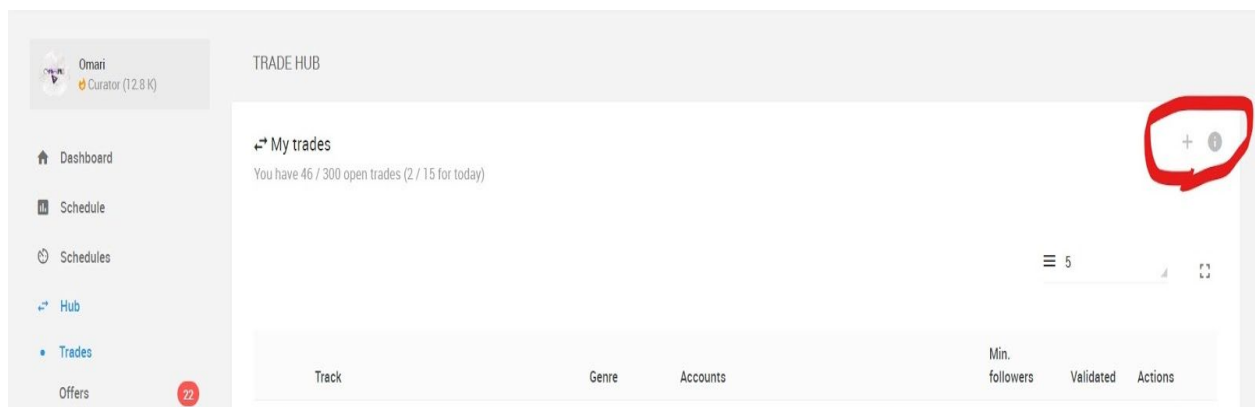 Omari
Curator (12.8 K)
TRADE HUB
My trades
You have 46 / 300 open trades (2 / 15 for today)
Dashboard
Schedule
Schedules
Hub
Trades
Offers 22
5
Track Genre Accounts Min. followers Validated Actions